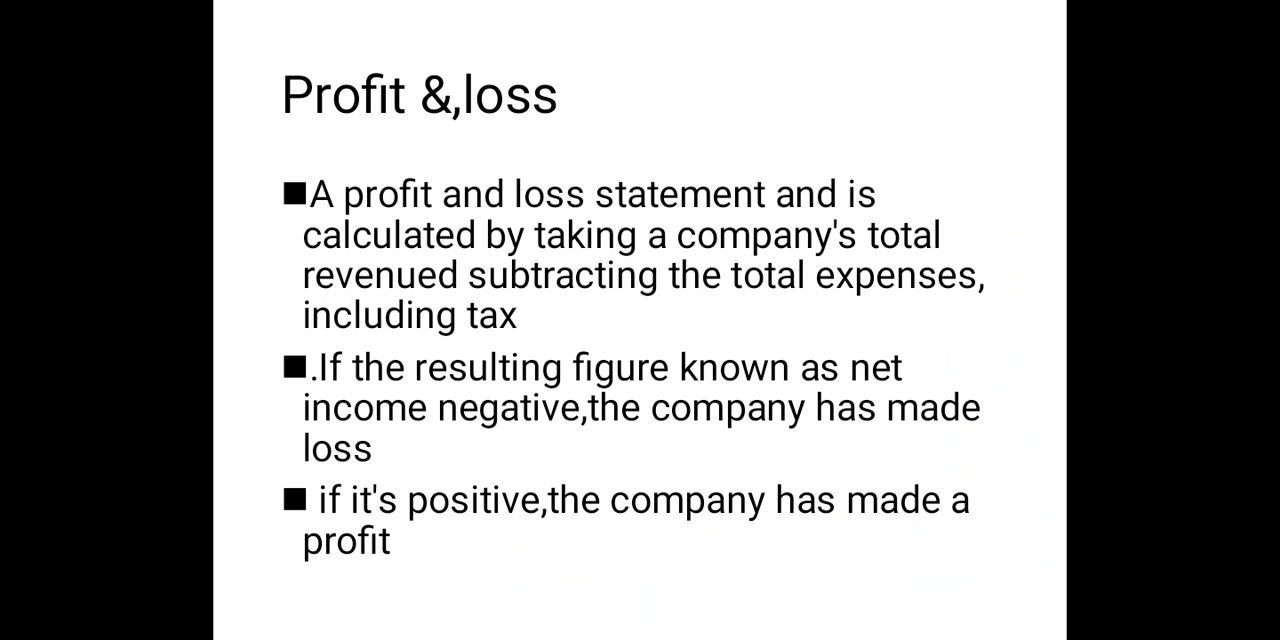 Profit &,loss
■A profit and loss statement and is
calculated by taking a company's total
revenued subtracting the total expenses,
including tax
■.If the resulting figure known as net
income negative,the company has made
loss
■ if it's positive,the company has made a
profit